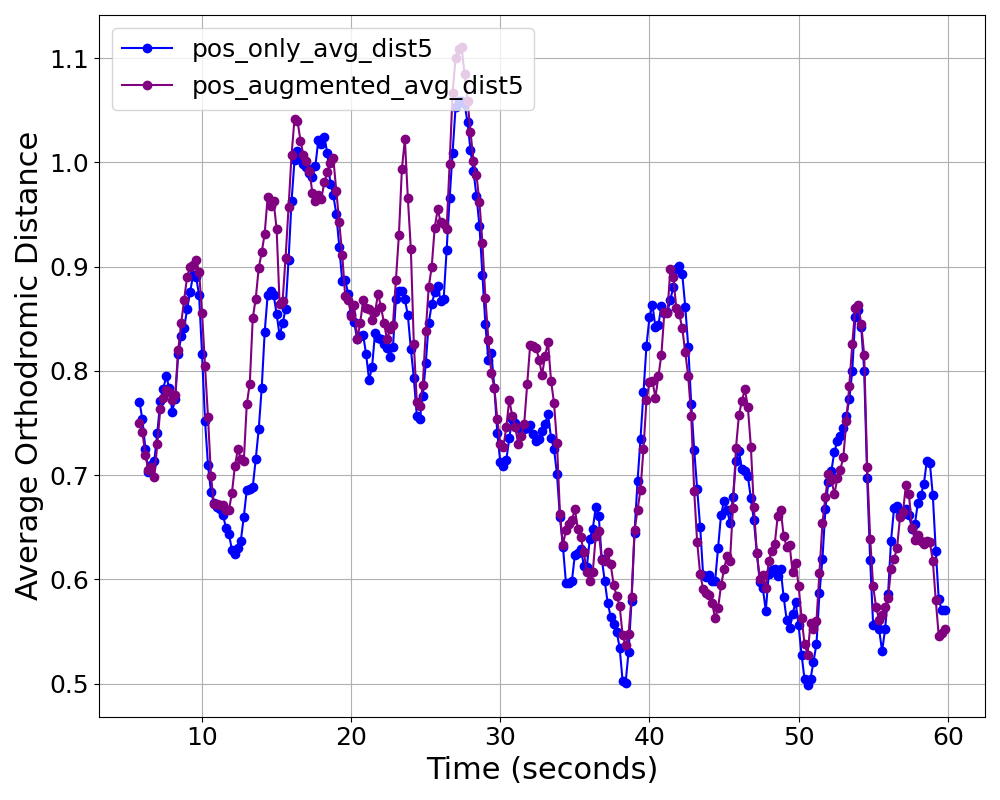 pos_only_avg_dist5
pos_augmented_avg_dist5
Average Orthodromic Distance
1.1
1.0
0.9
0.8
0.7
0.6
0.5
10 20 30 40 50 60
Time (seconds)